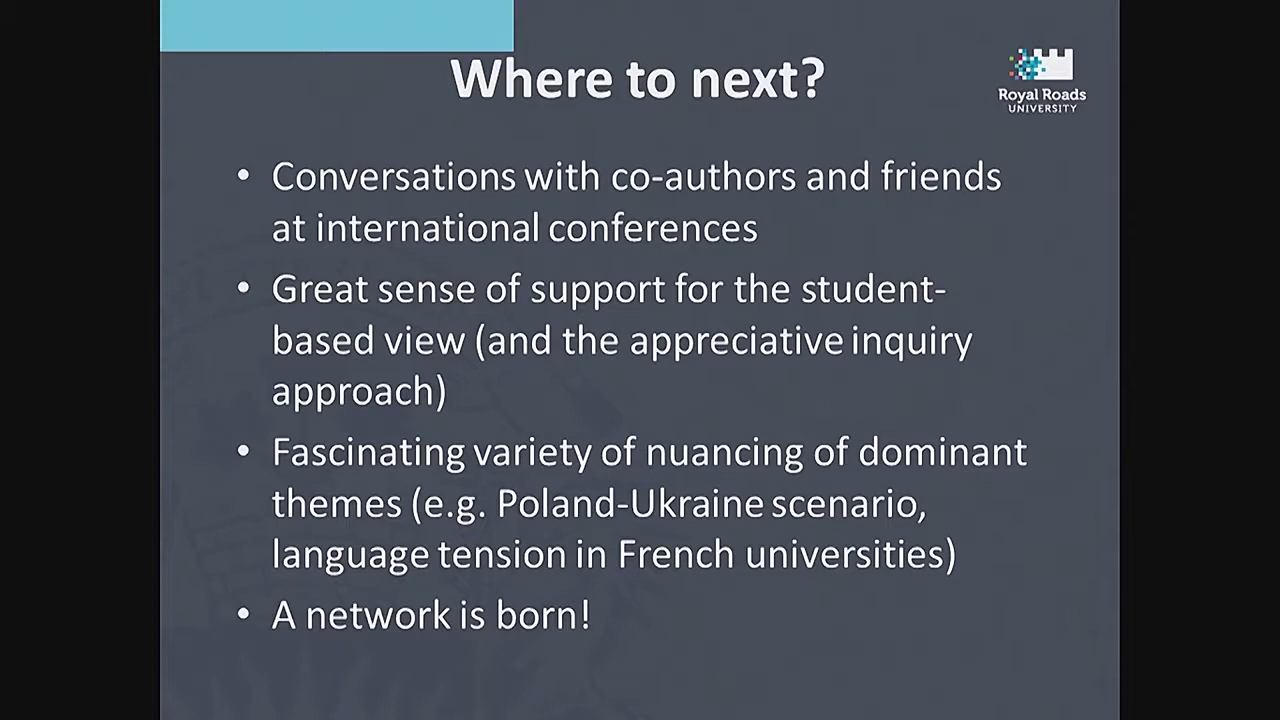 Where to next?
Royal Roads
UNIVERSITY
• Conversations with co-authors and friends
at international conferences
• Great sense of support for the student-
based view (and the appreciative inquiry
approach)
• Fascinating variety of nuancing of dominant
themes (e.g. Poland-Ukraine scenario,
language tension in French universities)
• A network is born!